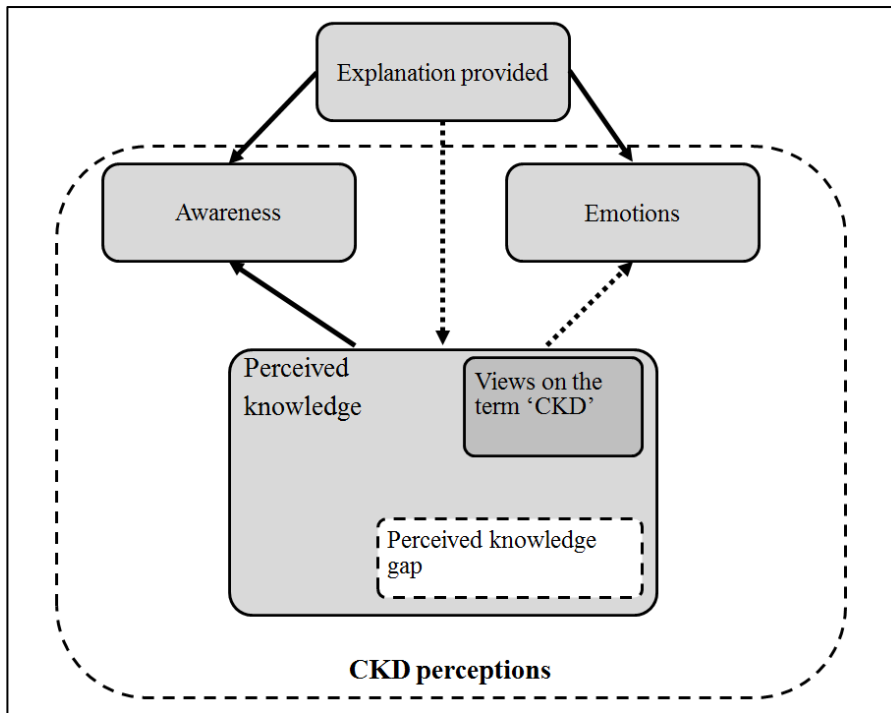 Explanation provided
Awareness
Emotions
Perceived
knowledge
Views on the
term ‘CKD’
Perceived knowledge
gap
CKD perceptions